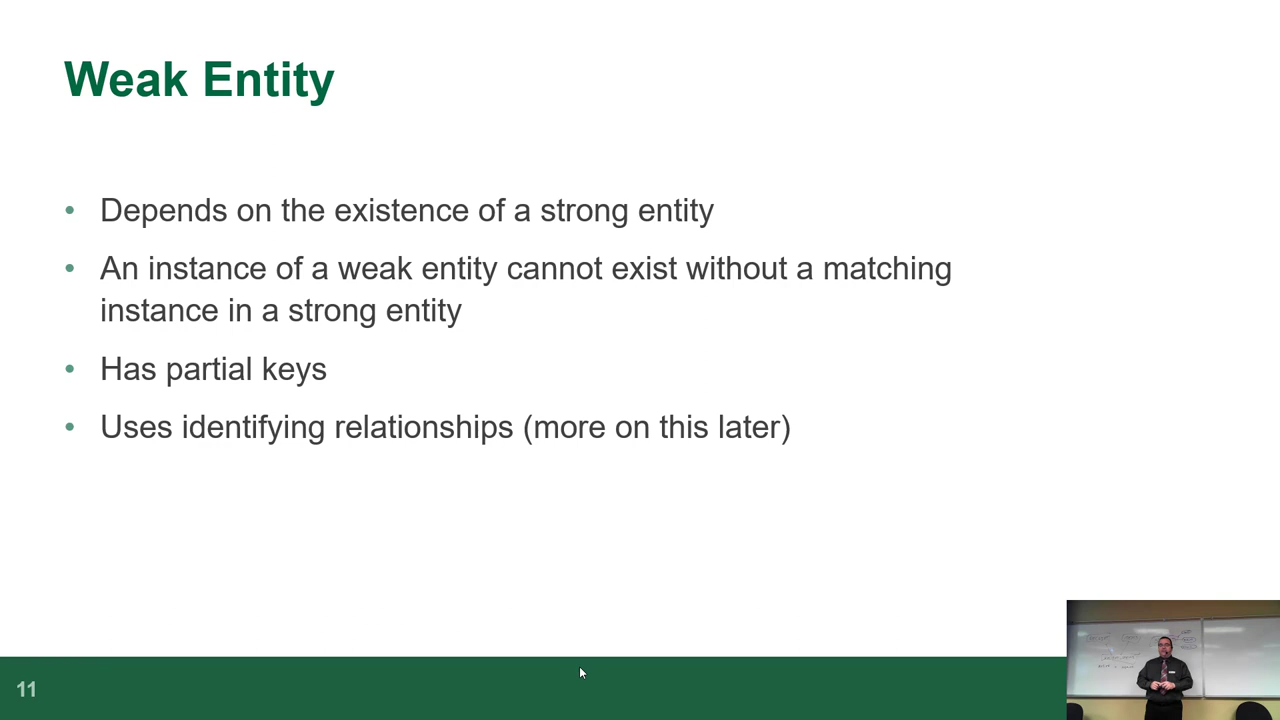 Weak Entity
• Depends on the existence of a strong entity
• An instance of a weak entity cannot exist without a matching
instance in a strong entity
• Has partial keys
• Uses identifying relationships (more on this later)
11